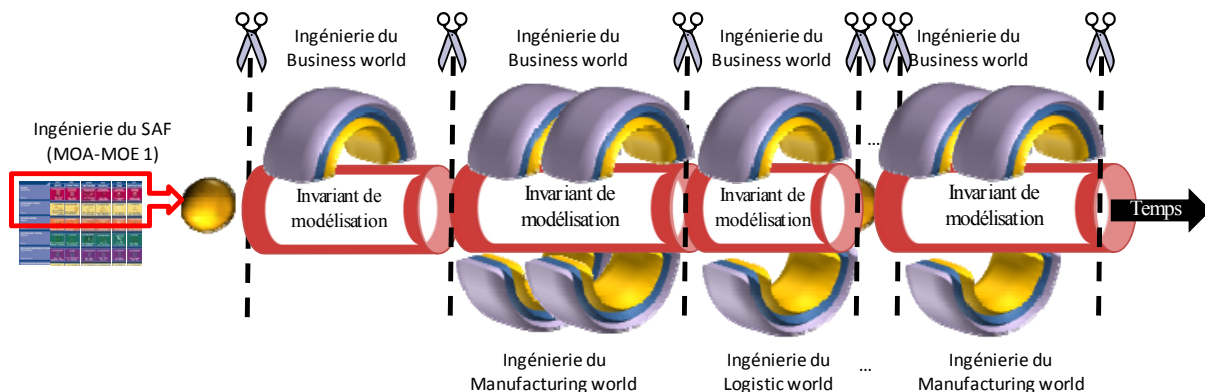 Ingénierie du
Business world
Ingénierie du
Business world
Ingénierie du
Business world
Ingénierie du
Business world
Ingénierie du SAF
(MOA-MOE 1)
...
Invariant de
modélisation
Invariant de
modélisation
Invariant de
modélisation
Invariant de
modélisation
Temps
Ingénierie du
Manufacturing world
Ingénierie du
Logistic world
...
Ingénierie du
Manufacturing world